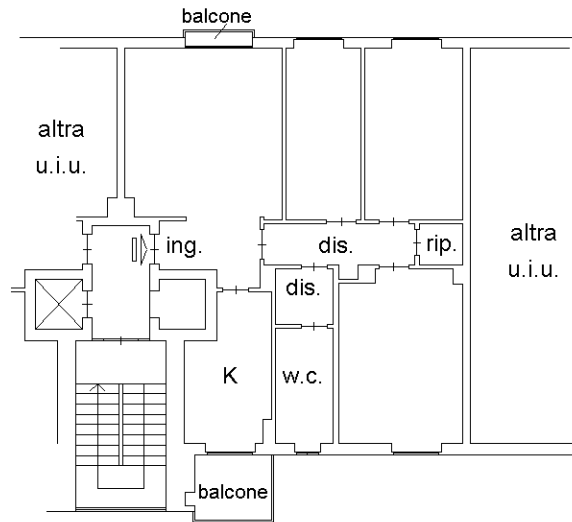 balcone
altra
u.i.u.
ing.
dis.
rip.
altra
u.i.u.
dis.
K
w.c.
balcone